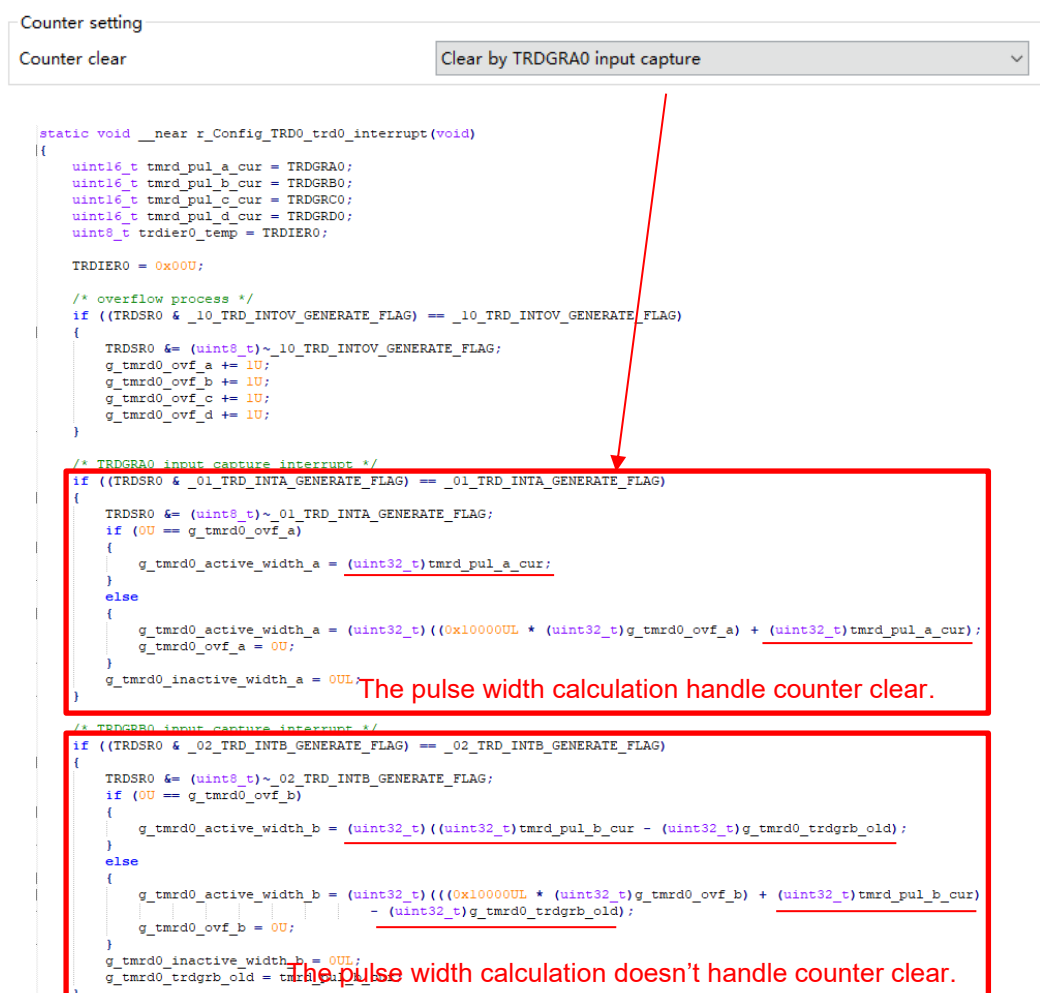 Counter setting
Counter clear
Clear by TRDGRA0 input capture
static void __near r_Config_TRD0_trd0_interrupt(void)
{
uint16_t tmrd_pul_a_cur = TRDGRA0;
uint16_t tmrd_pul_b_cur = TRDGRB0;
uint16_t tmrd_pul_c_cur = TRDGRC0;
uint16_t tmrd_pul_d_cur = TRDGRD0;
uint8_t trdier0_temp = TRDIER0;
TRDIER0 = 0x00U;
/* overflow process */
if ((TRDSR0 & _10_TRD_INTOV_GENERATE_FLAG) == _10_TRD_INTOV_GENERATE_FLAG)
{
TRDSR0 &= (uint8_t)~_10_TRD_INTOV_GENERATE_FLAG;
g_tmrd0_ovf_a += 1U;
g_tmrd0_ovf_b += 1U;
g_tmrd0_ovf_c += 1U;
g_tmrd0_ovf_d += 1U;
}
/* TRDGRA0 input capture interrupt */
if ((TRDSR0 & _01_TRD_INTA_GENERATE_FLAG) == _01_TRD_INTA_GENERATE_FLAG)
{
TRDSR0 &= (uint8_t)~_01_TRD_INTA_GENERATE_FLAG;
if (0U == g_tmrd0_ovf_a)
{
g_tmrd0_active_width_a = (uint32_t)tmrd_pul_a_cur;
}
else
{
g_tmrd0_active_width_a = (uint32_t)((0x10000UL * (uint32_t)g_tmrd0_ovf_a) + (uint32_t)tmrd_pul_a_cur);
g_tmrd0_ovf_a = 0U;
}
g_tmrd0_inactive_width_a = 0UL;
The pulse width calculation handle counter clear.
}
/* TRDGRB0 input capture interrupt */
if ((TRDSR0 & _02_TRD_INTB_GENERATE_FLAG) == _02_TRD_INTB_GENERATE_FLAG)
{
TRDSR0 &= (uint8_t)~_02_TRD_INTB_GENERATE_FLAG;
if (0U == g_tmrd0_ovf_b)
{
g_tmrd0_active_width_b = (uint32_t)((uint32_t)tmrd_pul_b_cur - (uint32_t)g_tmrd0_trdgrb_old);
}
else
{
g_tmrd0_active_width_b = (uint32_t)(((0x10000UL * (uint32_t)g_tmrd0_ovf_b) + (uint32_t)tmrd_pul_b_cur)
- (uint32_t)g_tmrd0_trdgrb_old);
g_tmrd0_ovf_b = 0U;
}
g_tmrd0_inactive_width_b = 0UL;
g_tmrd0_trdgrb_old = tmrd_pul_b_cur;
The pulse width calculation doesn't handle counter clear.
}